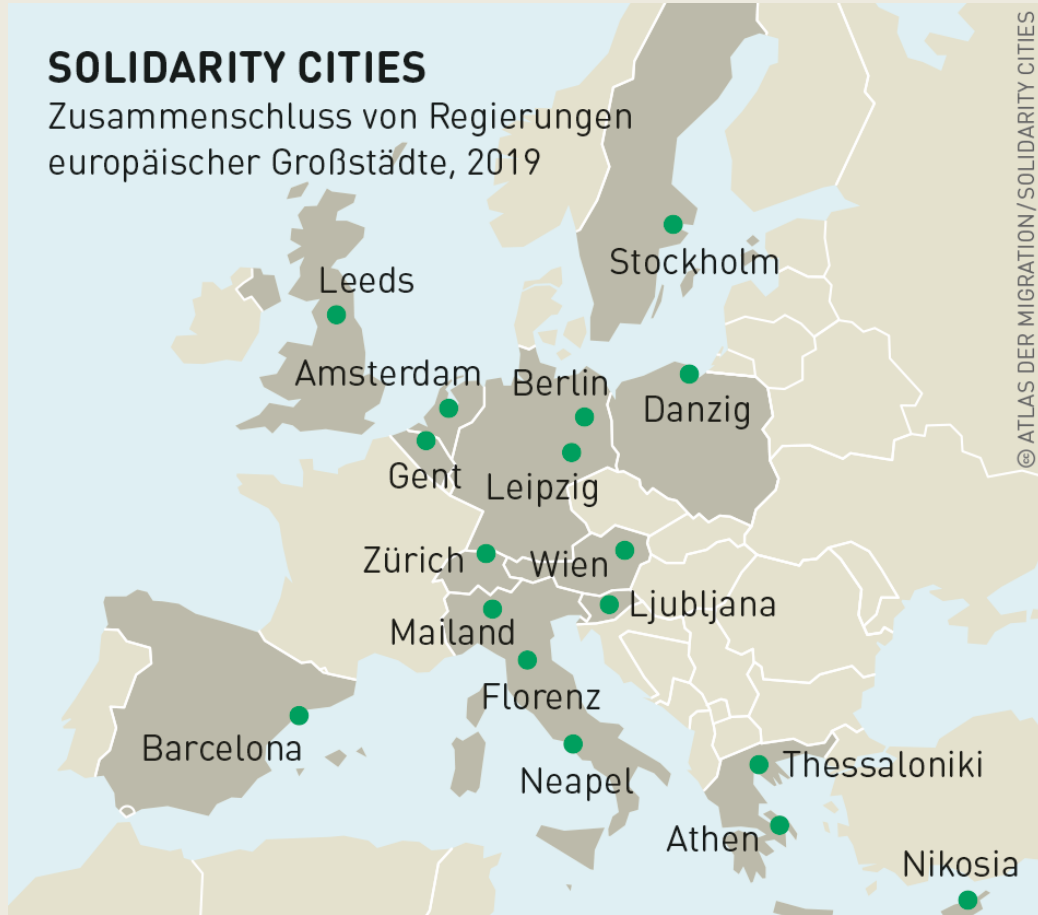 SOLIDARITY CITIES
Zusammenschluss von Regierungen
europäischer Großstädte, 2019
Stockholm
Leeds
Amsterdam
Berlin
Danzig
Gent
Leipzig
Zürich
Wien
Ljubljana
Mailand
Florenz
Barcelona
Neapel
Thessaloniki
Athen
Nikosia
🅭 ATLAS DER MIGRATION / SOLIDARITY CITIES